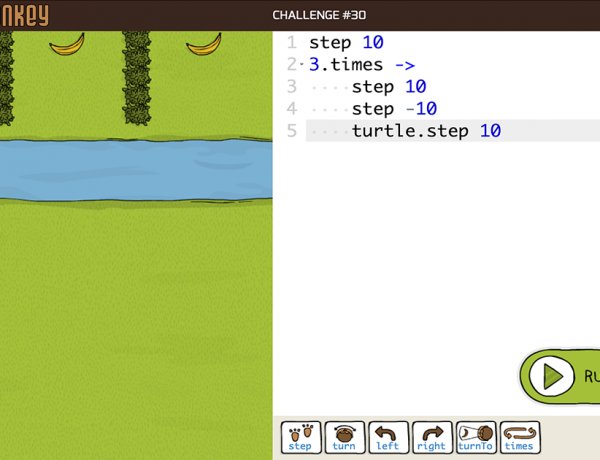 nkey
CHALLENGE #30
1 step 10
2 3.times ->
3 step 10
4 step -10
5 turtle.step 10
RU
step turn left right turnTo times